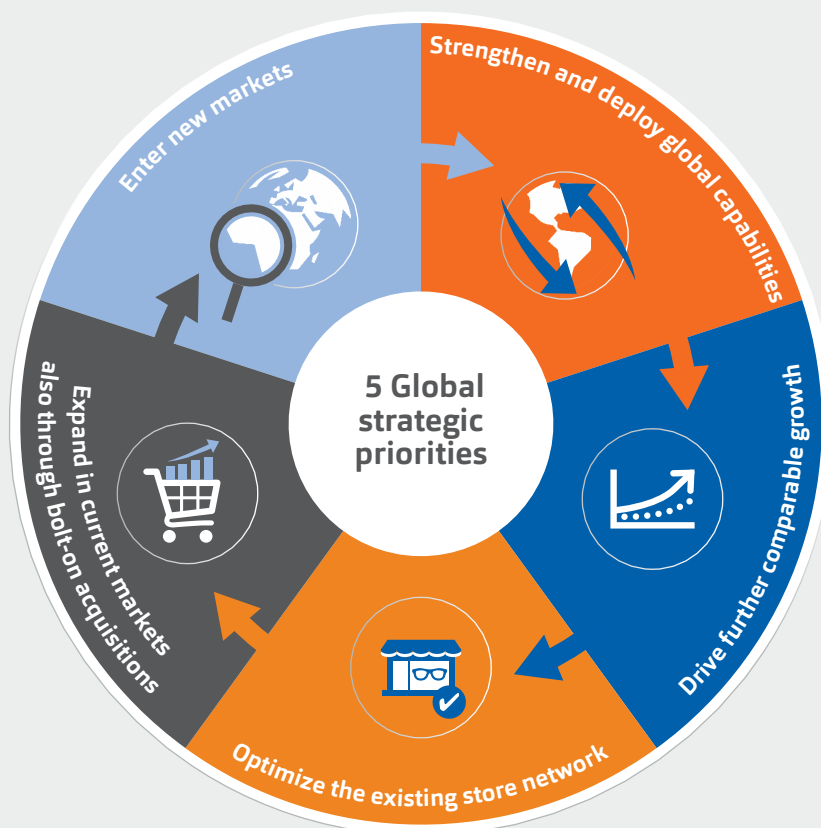 5 Global
strategic
priorities
Strengthen and deploy global capabilities
Drive further comparable growth
Optimize the existing store network
Expand in current markets
also through bolt-on acquisitions
Enter new markets